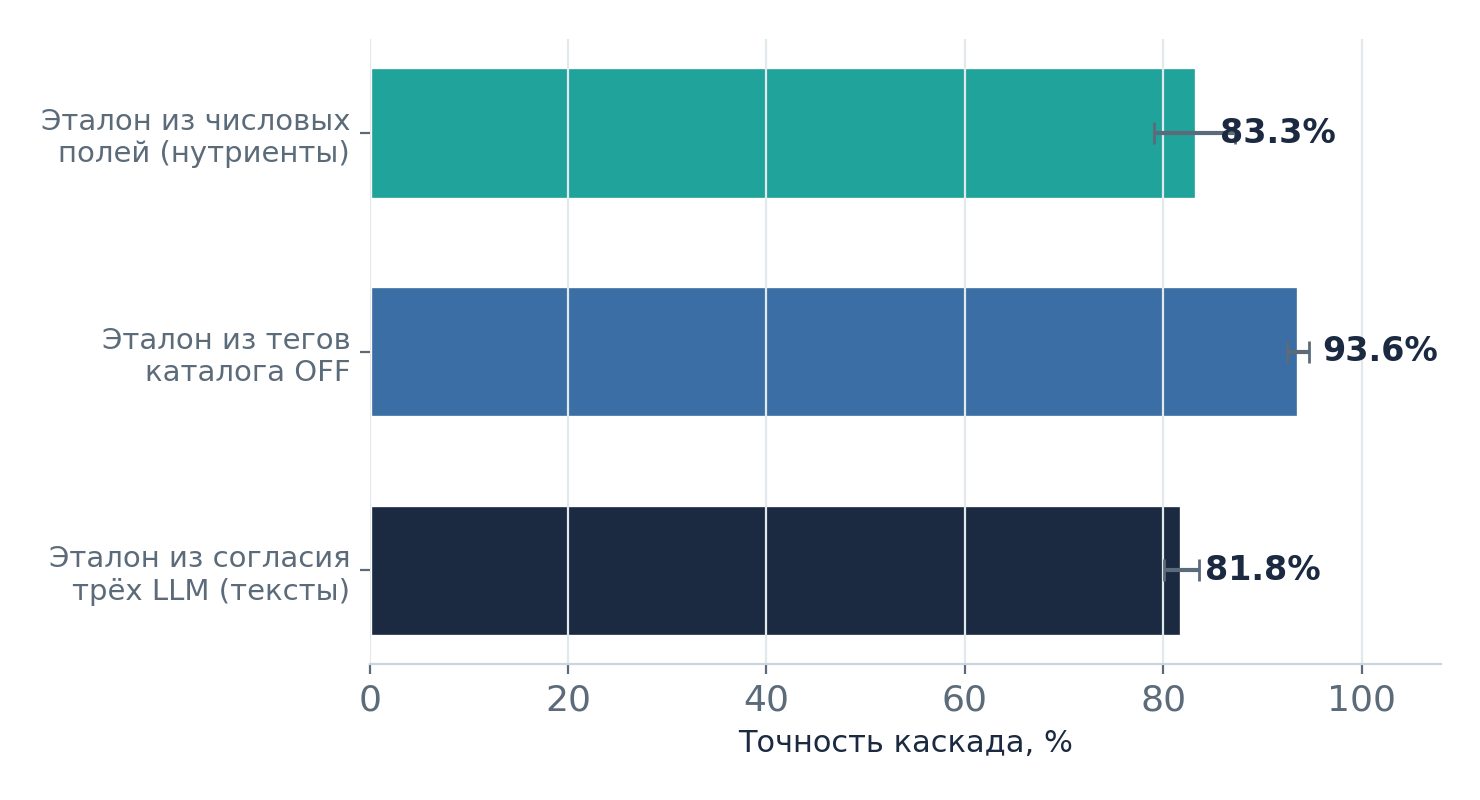 Эталон из числовых
полей (нутриенты)
83.3%
Эталон из тегов
каталога OFF
93.6%
Эталон из согласия
трёх LLM (тексты)
81.8%
0 20 40 60 80 100
Точность каскада, %